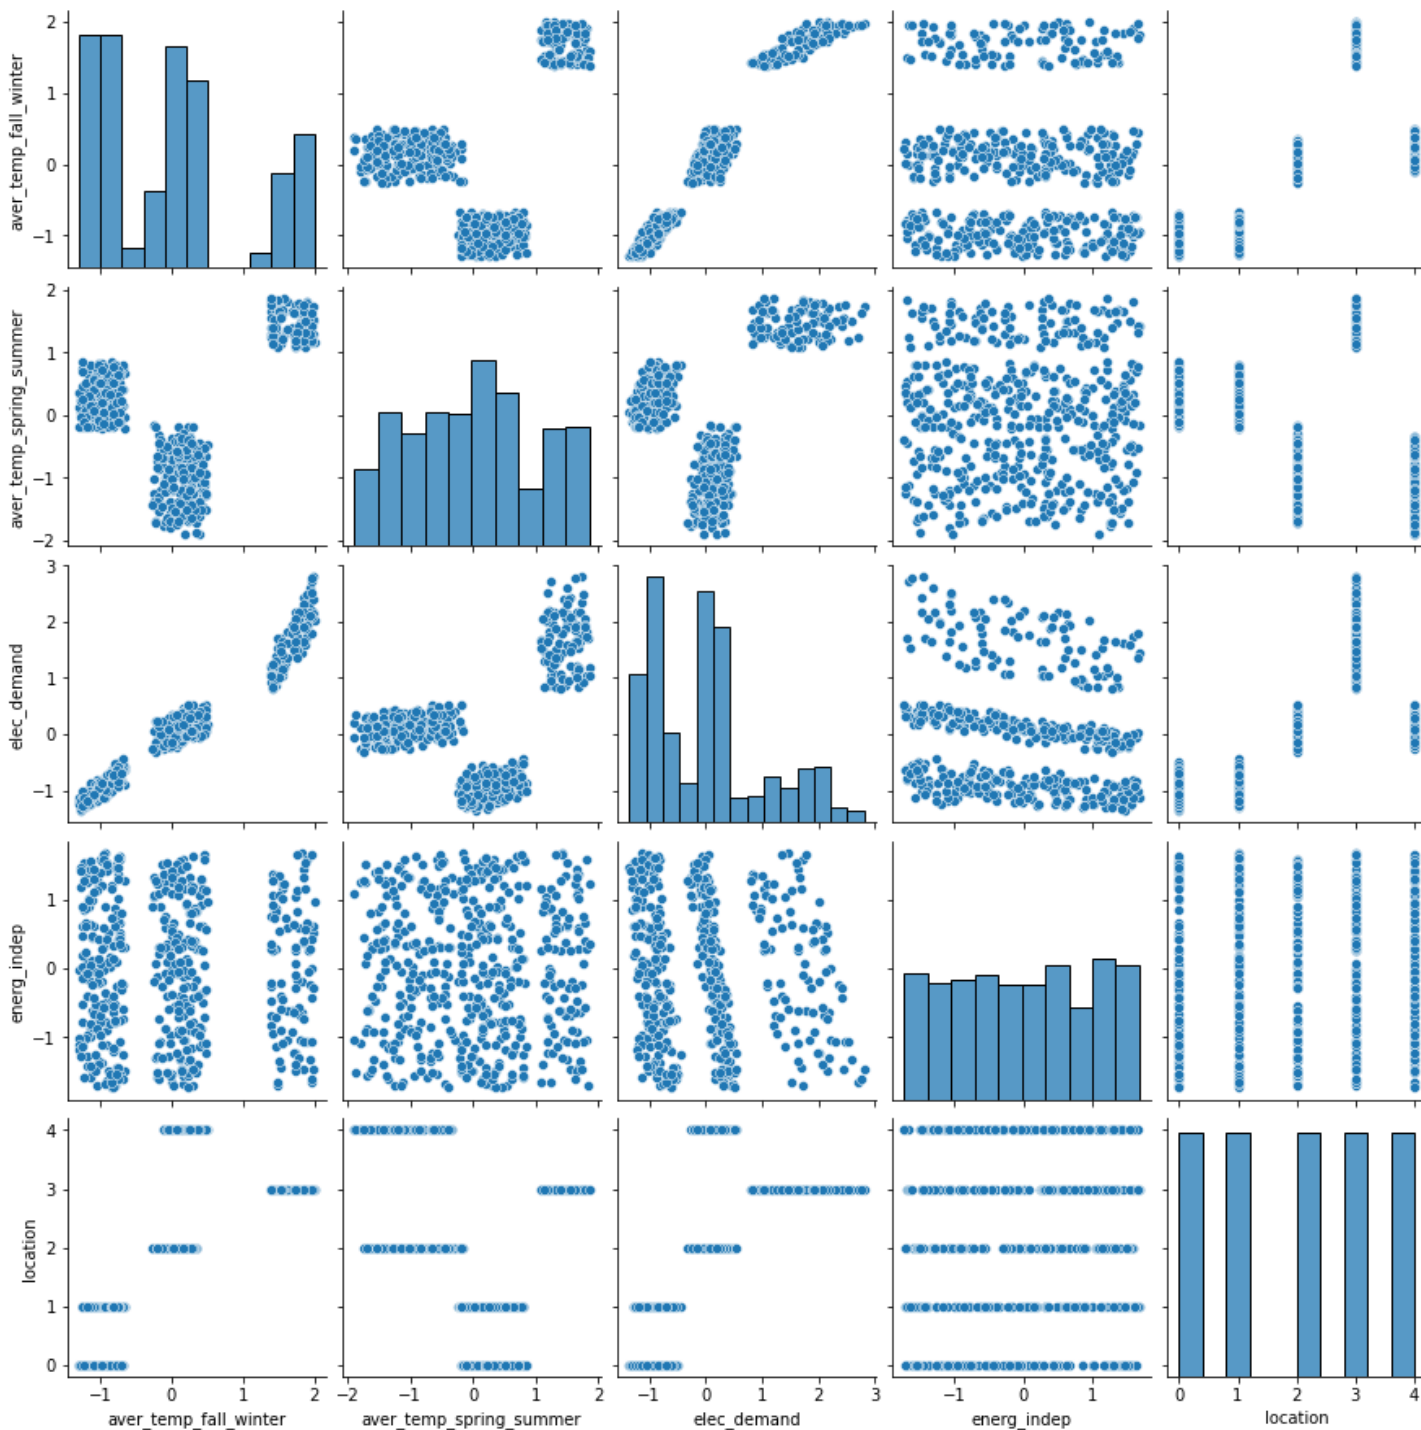 2
1
0
−1
aver_temp_fall_winter
2
1
0
−1
−2
aver_temp_spring_summer
3
2
1
0
−1
elec_demand
1
0
−1
energ_indep
4
3
2
1
0
location
−1 0 1 2
−2 −1 0 1 2
−1 0 1 2 3
−1 0 1
0 1 2 3 4
aver_temp_fall_winter
aver_temp_spring_summer
elec_demand
energ_indep
location